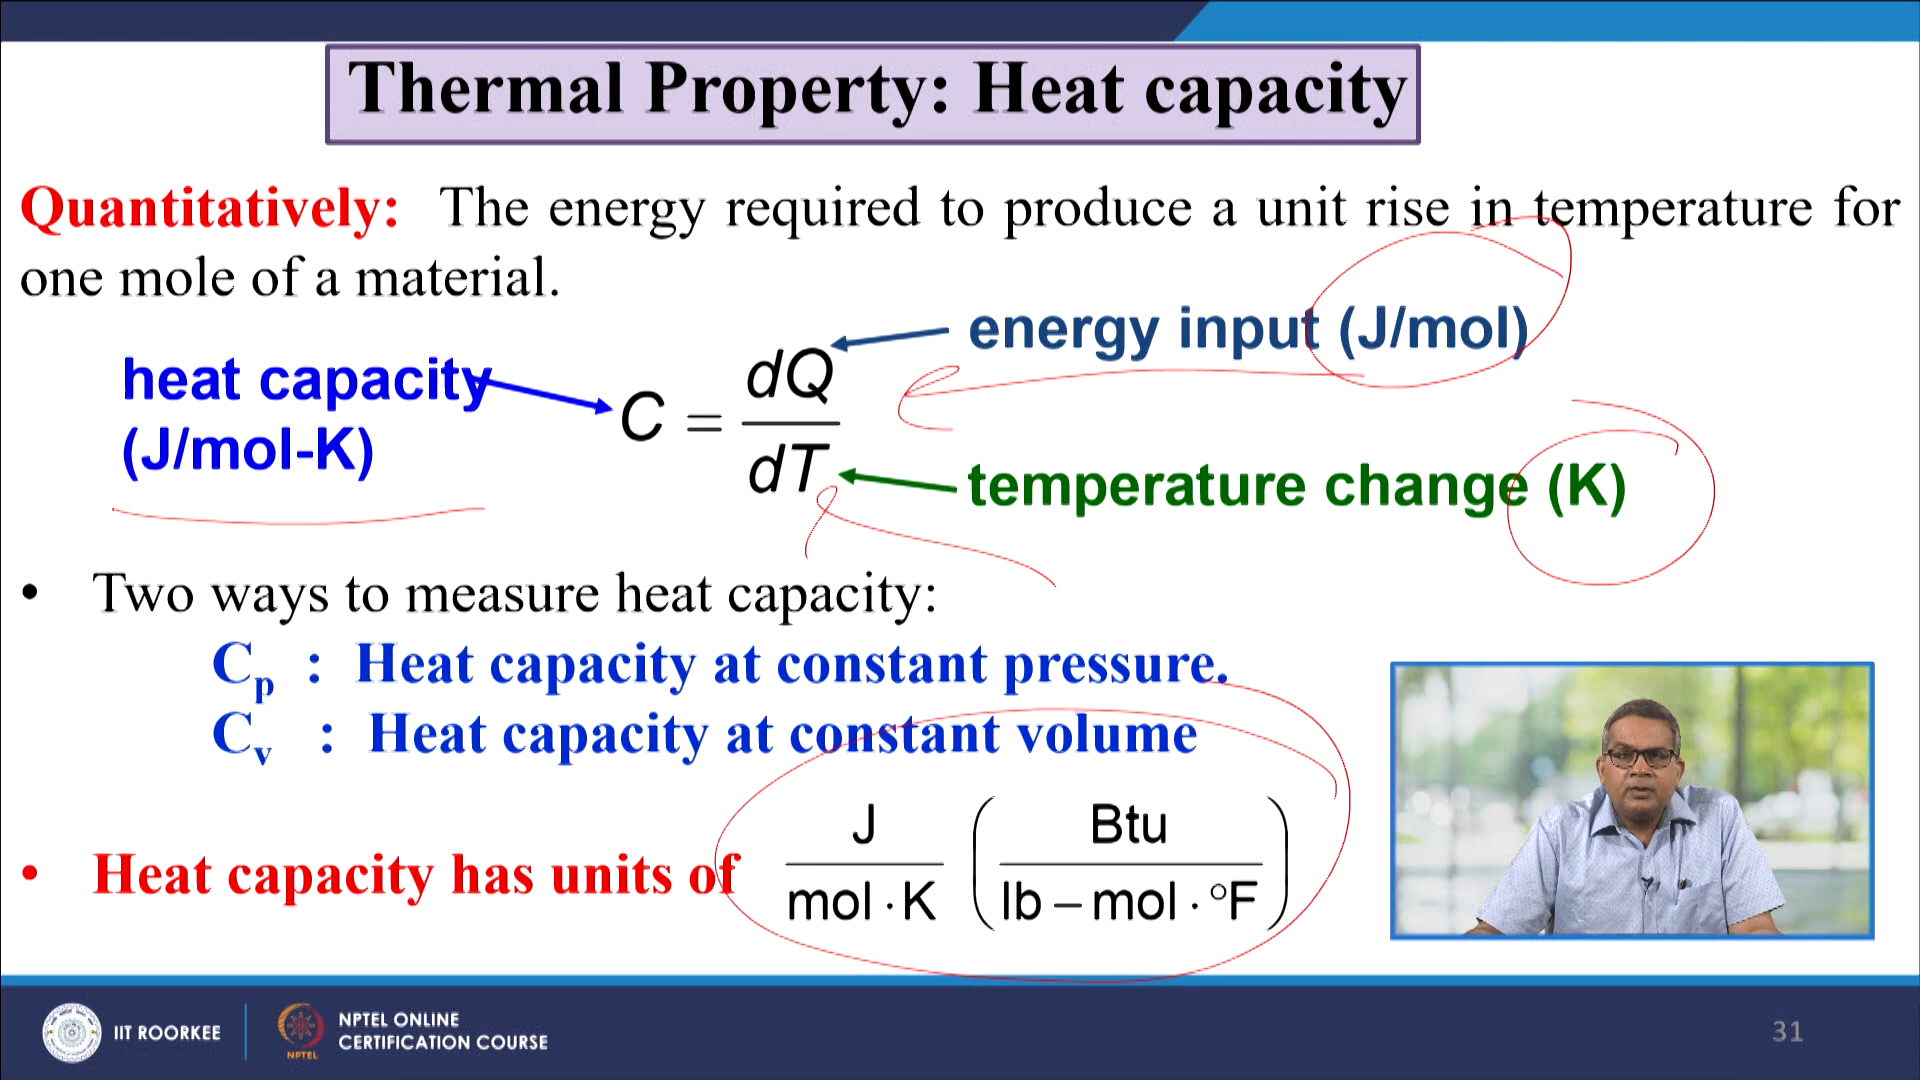 Thermal Property: Heat capacity
Quantitatively: The energy required to produce a unit rise in temperature for
one mole of a material.
heat capacity
(J/mol-K)
C = dQ/dT
energy input (J/mol)
temperature change (K)
• Two ways to measure heat capacity:
Cp : Heat capacity at constant pressure.
Cv : Heat capacity at constant volume
• Heat capacity has units of J/mol · K (Btu/lb – mol · °F)
IIT ROORKEE
NPTEL
NPTEL ONLINE
CERTIFICATION COURSE
31